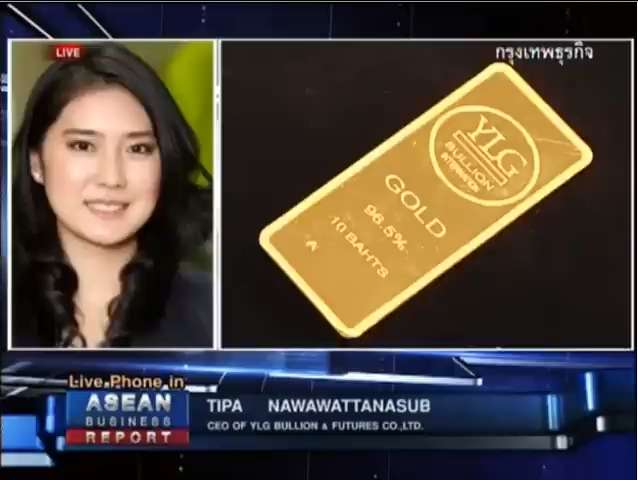 LIVE
กรุงเทพธุรกิจ
YLG
BULLION
INTERNATIONAL
GOLD
96.5%
10 BAHTS
A
Live Phone in
ASEAN
BUSINESS
REPORT
TIPA NAWAWATTANASUB
CEO OF YLG BULLION & FUTURES CO.,LTD.